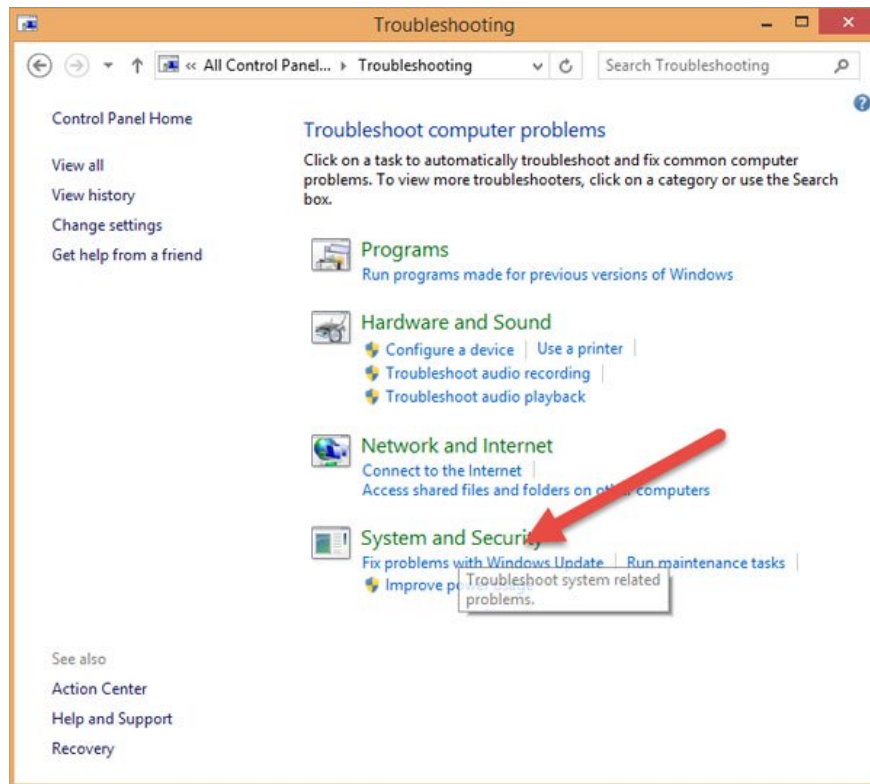 Troubleshooting
« All Control Panel... Troubleshooting
Search Troubleshooting
Control Panel Home
View all
View history
Change settings
Get help from a friend
See also
Action Center
Help and Support
Recovery
Troubleshoot computer problems
Click on a task to automatically troubleshoot and fix common computer
problems. To view more troubleshooters, click on a category or use the Search
box.
Programs
Run programs made for previous versions of Windows
Hardware and Sound
Configure a device | Use a printer |
Troubleshoot audio recording |
Troubleshoot audio playback
Network and Internet
Connect to the Internet |
Access shared files and folders on other computers
System and Security
Fix problems with Windows Update | Run maintenance tasks |
Improve power usage
Troubleshoot system related
problems.